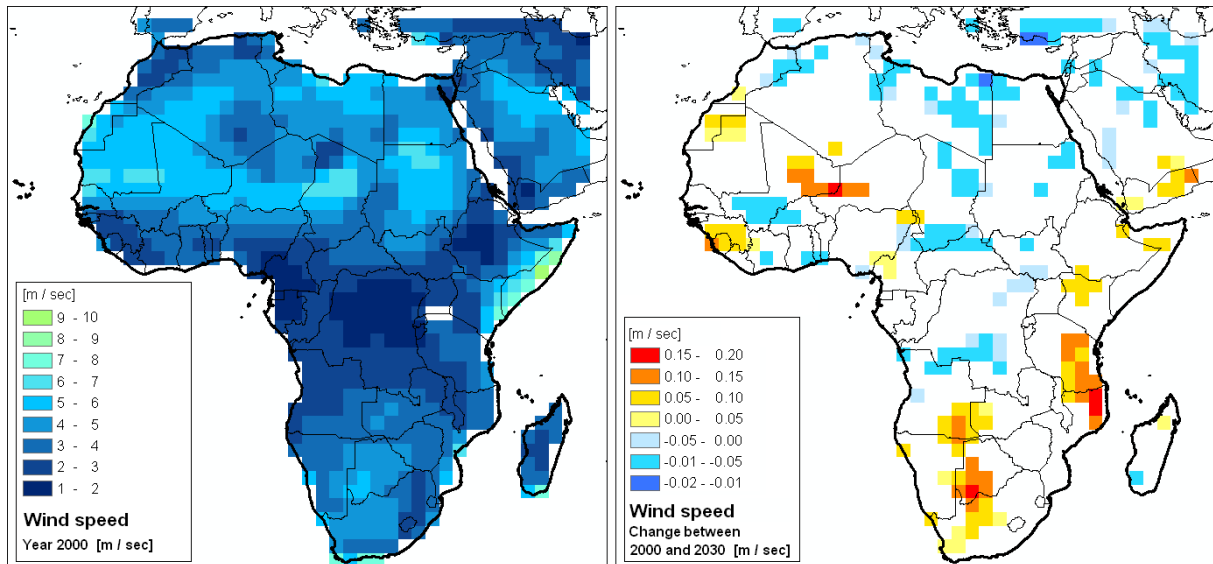 [m / sec]
9 - 10
8 - 9
7 - 8
6 - 7
5 - 6
4 - 5
3 - 4
2 - 3
1 - 2
Wind speed
Year 2000 [m / sec]
[m / sec]
0.15 - 0.20
0.10 - 0.15
0.05 - 0.10
0.00 - 0.05
-0.05 - 0.00
-0.01 - -0.05
-0.02 - -0.01
Wind speed
Change between
2000 and 2030 [m / sec]